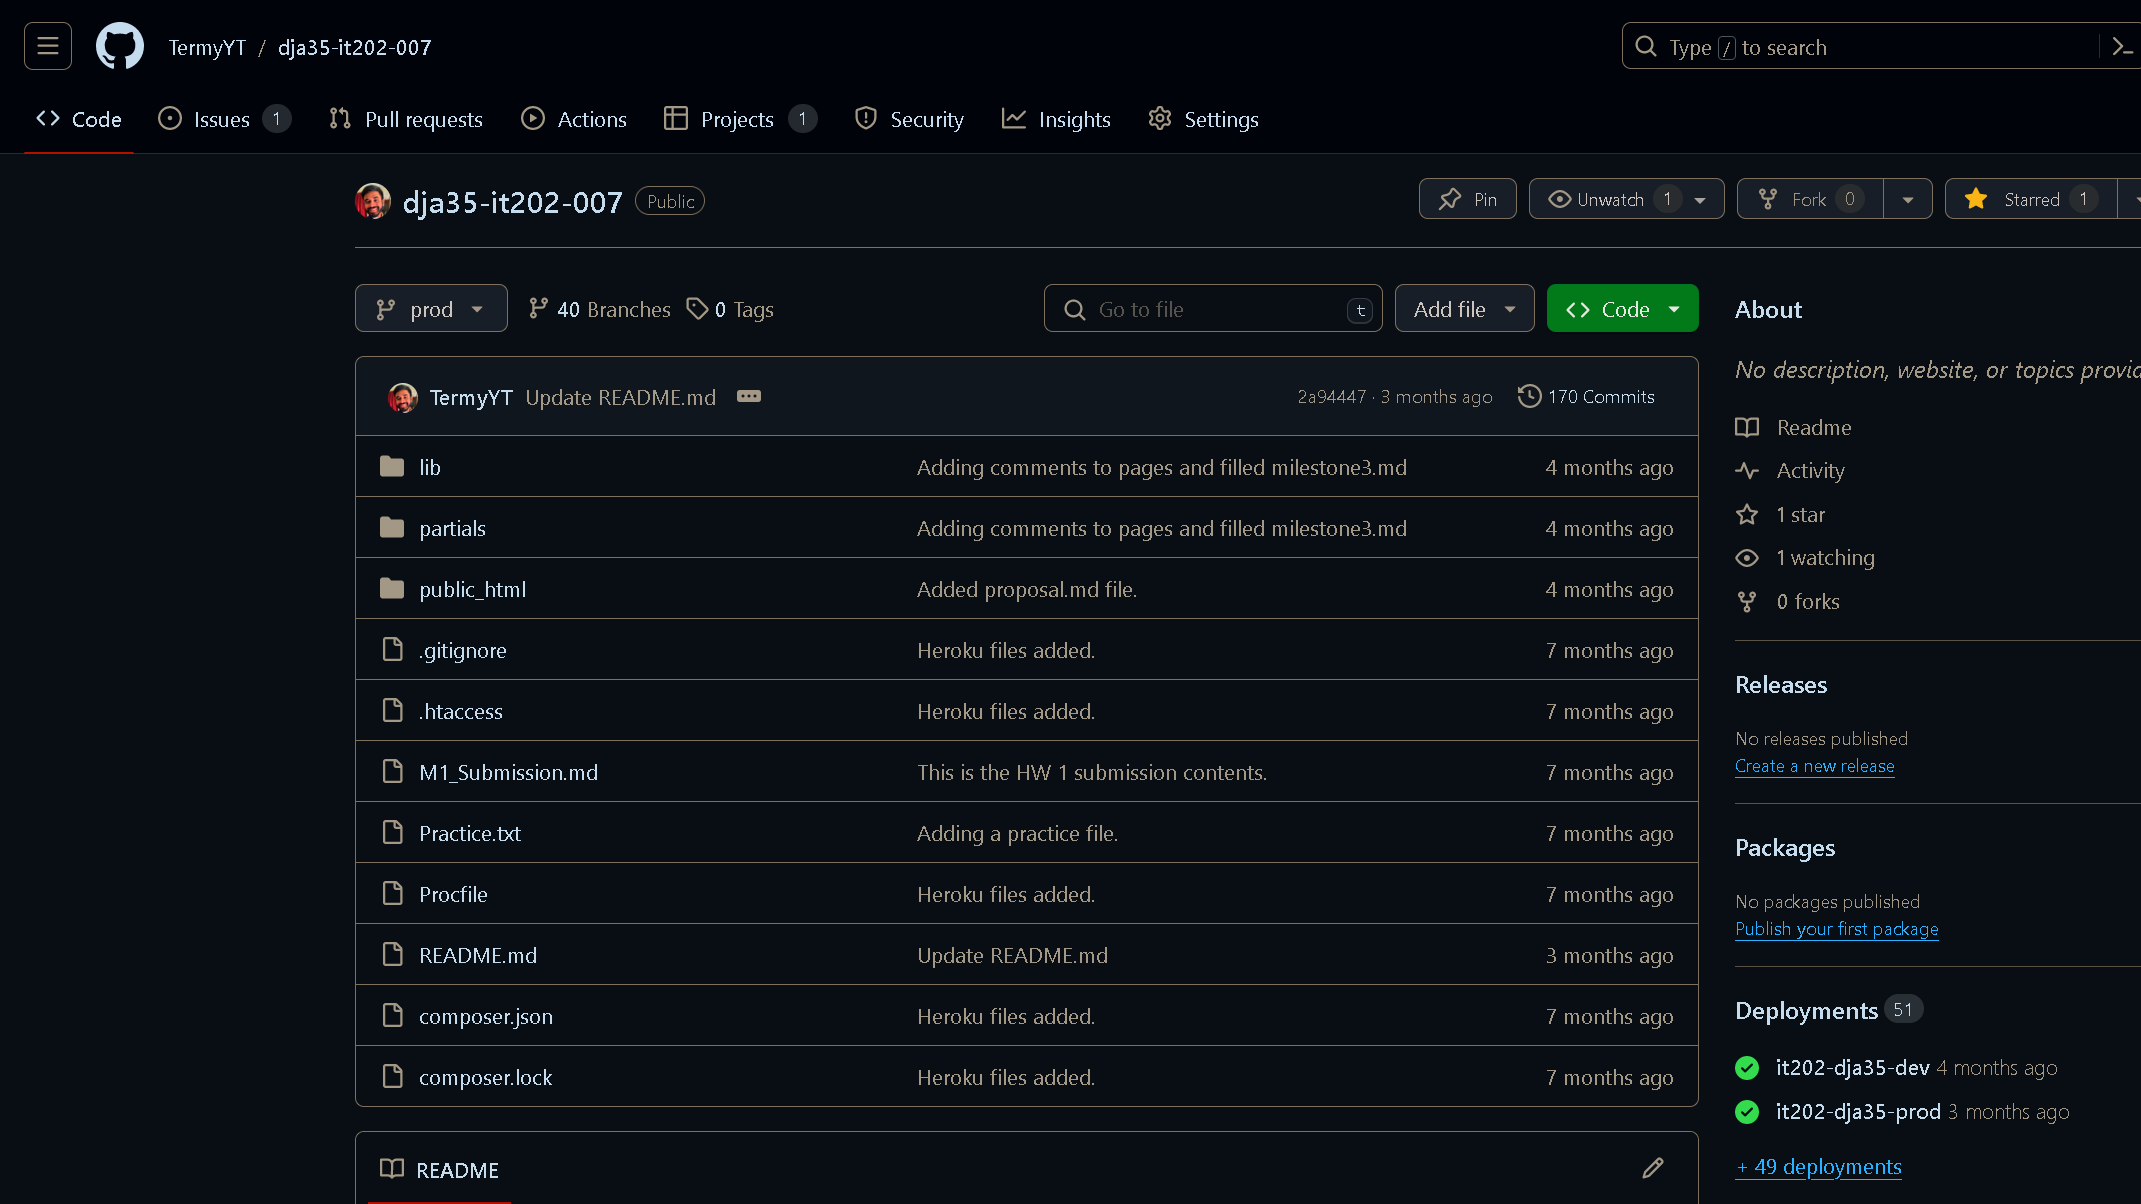 TermyYT / dja35-it202-007
Type / to search
Code
Issues 1
Pull requests
Actions
Projects 1
Security
Insights
Settings
dja35-it202-007 Public
Pin
Unwatch 1
Fork 0
Starred 1
prod
40 Branches
0 Tags
Go to file t
Add file
Code
TermyYT Update README.md
2a94447 · 3 months ago
170 Commits
lib Adding comments to pages and filled milestone3.md 4 months ago
partials Adding comments to pages and filled milestone3.md 4 months ago
public_html Added proposal.md file. 4 months ago
.gitignore Heroku files added. 7 months ago
.htaccess Heroku files added. 7 months ago
M1_Submission.md This is the HW 1 submission contents. 7 months ago
Practice.txt Adding a practice file. 7 months ago
Procfile Heroku files added. 7 months ago
README.md Update README.md 3 months ago
composer.json Heroku files added. 7 months ago
composer.lock Heroku files added. 7 months ago
README
About
No description, website, or topics
Readme
Activity
1 star
1 watching
0 forks
Releases
No releases published
Create a new release
Packages
No packages published
Publish your first package
Deployments 51
it202-dja35-dev 4 months ago
it202-dja35-prod 3 months ago
+ 49 deployments